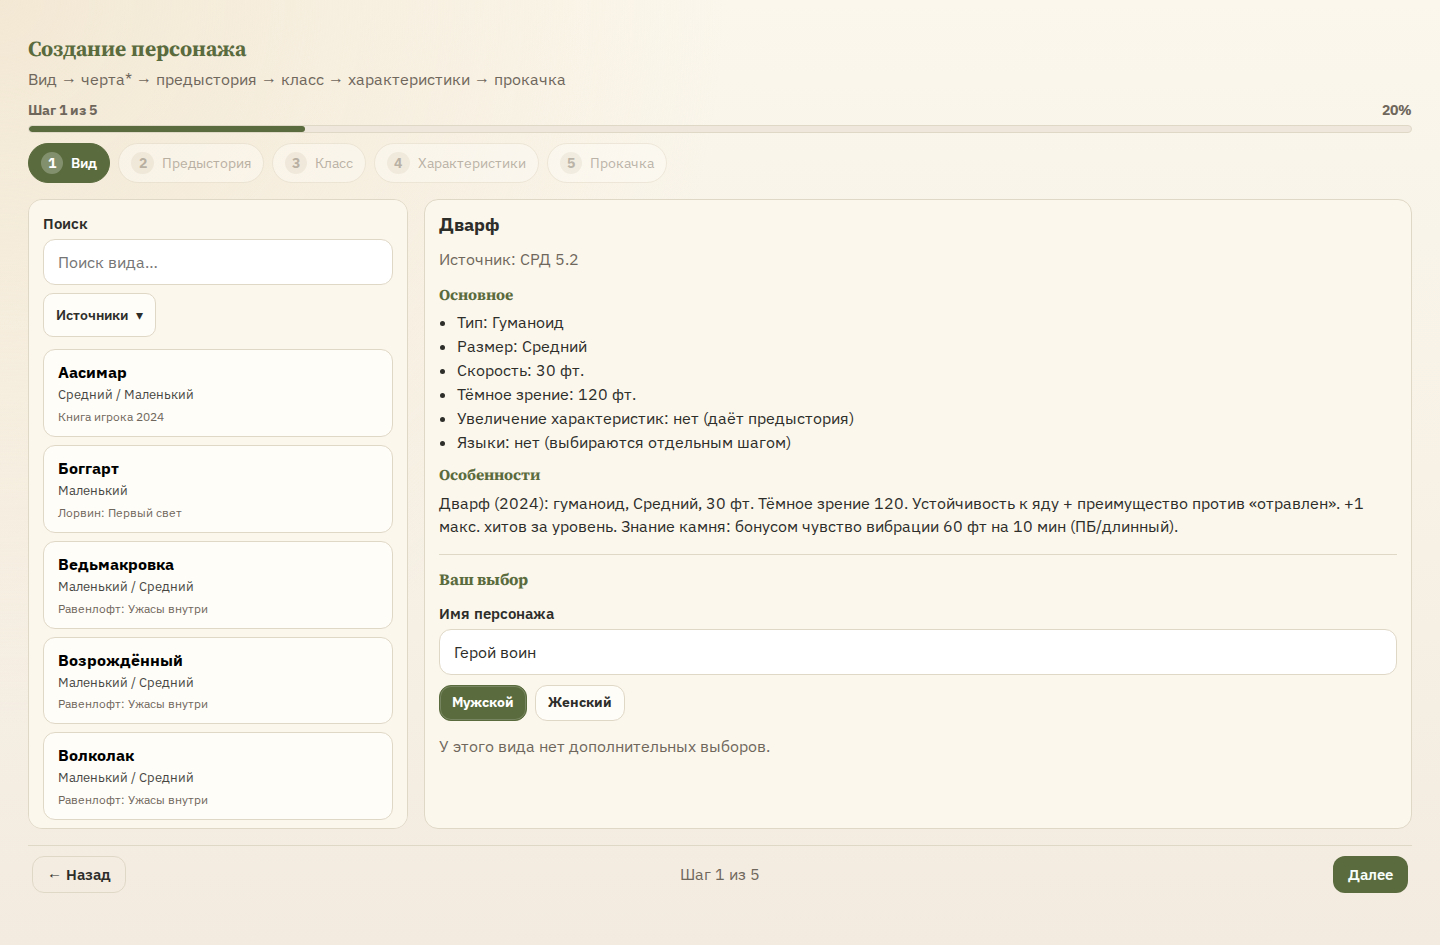 Создание персонажа
Вид → черта* → предыстория → класс → характеристики → прокачка
Шаг 1 из 5
20%
1 Вид
2 Предыстория
3 Класс
4 Характеристики
5 Прокачка
Поиск
Поиск вида...
Источники ▾
Аасимар
Средний / Маленький
Книга игрока 2024
Боггарт
Маленький
Лорвин: Первый свет
Ведьмакровка
Маленький / Средний
Равенлофт: Ужасы внутри
Возрождённый
Маленький / Средний
Равенлофт: Ужасы внутри
Волколак
Маленький / Средний
Равенлофт: Ужасы внутри
Дварф
Источник: СРД 5.2
Основное
• Тип: Гуманоид
• Размер: Средний
• Скорость: 30 фт.
• Тёмное зрение: 120 фт.
• Увеличение характеристик: нет (даёт предыстория)
• Языки: нет (выбираются отдельным шагом)
Особенности
Дварф (2024): гуманоид, Средний, 30 фт. Тёмное зрение 120. Устойчивость к яду + преимущество против «отравлен». +1
макс. хитов за уровень. Знание камня: бонусом чувство вибрации 60 фт на 10 мин (ПБ/длинный).
Ваш выбор
Имя персонажа
Герой воин
Мужской
Женский
У этого вида нет дополнительных выборов.
← Назад
Шаг 1 из 5
Далее